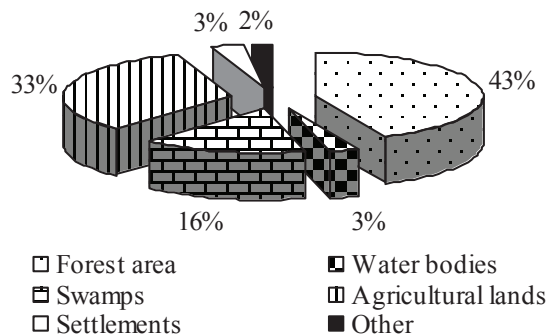 3% 2%
33% 43%
16% 3%
Forest area Water bodies
Swamps Agricultural lands
Settlements Other